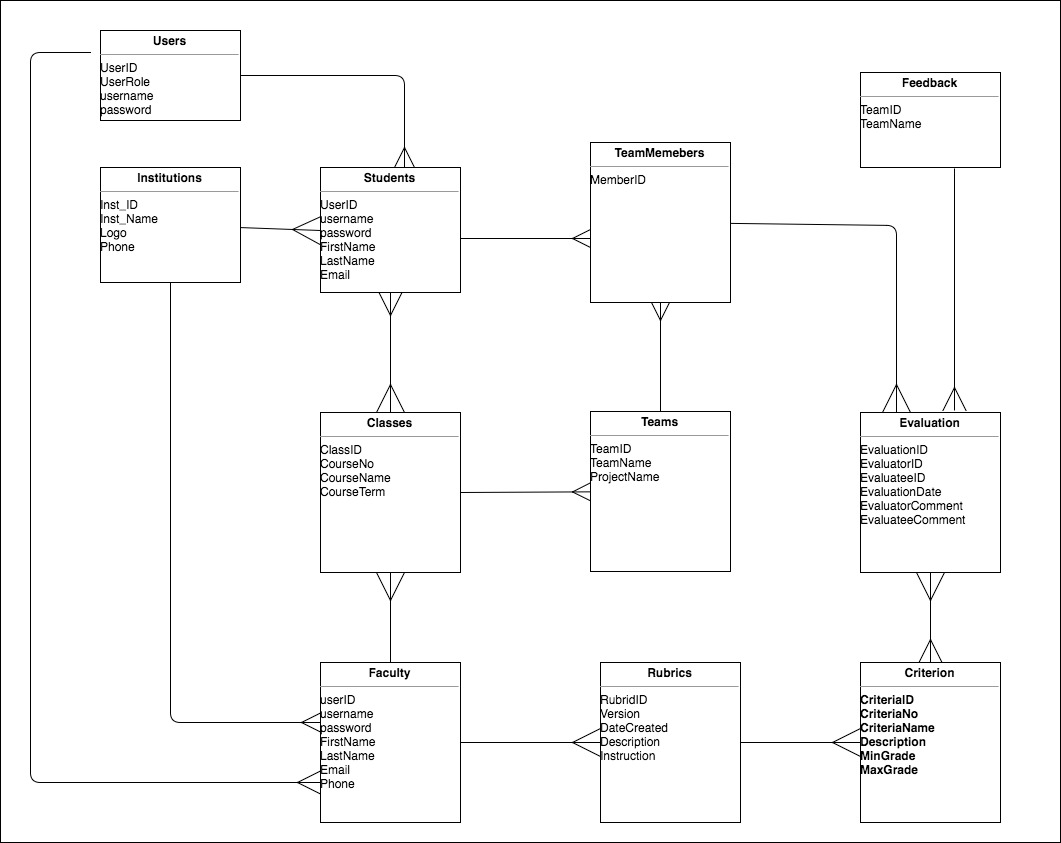 Users
UserID
UserRole
username
password
Feedback
TeamID
TeamName
Institutions
Inst_ID
Inst_Name
Logo
Phone
Students
UserID
username
password
FirstName
LastName
Email
TeamMemebers
MemberID
Classes
ClassID
CourseNo
CourseName
CourseTerm
Teams
TeamID
TeamName
ProjectName
Evaluation
EvaluationID
EvaluatorID
EvaluateeID
EvaluationDate
EvaluatorComment
EvaluateeComment
Faculty
userID
username
password
FirstName
LastName
Email
Phone
Rubrics
RubridID
Version
DateCreated
Description
Instruction
Criterion
CriteriaID
CriteriaNo
CriteriaName
Description
MinGrade
MaxGrade